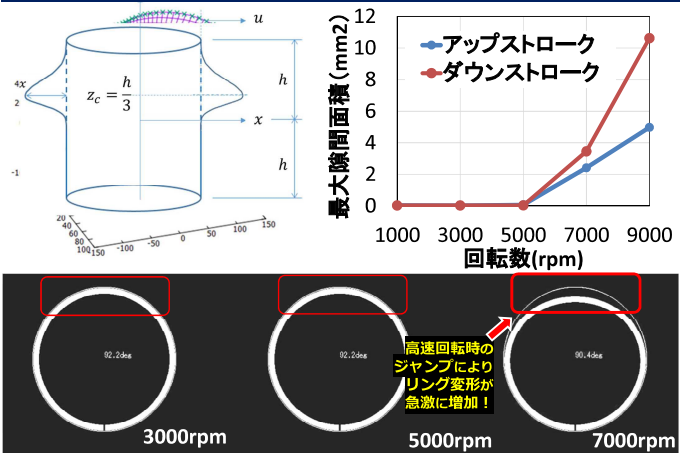 u
h
z_c = h/3
4x
2
x
h
-1
20
40
60
80
100
150
-100
-50
0
50
100
150
最大隙間面積（mm2）
12
10
8
6
4
2
0
アップストローク
ダウンストローク
1000 3000 5000 7000 9000
回転数(rpm)
92.2deg
3000rpm
92.2deg
5000rpm
高速回転時の
ジャンプにより
リング変形が
急激に増加！
90.4deg
7000rpm